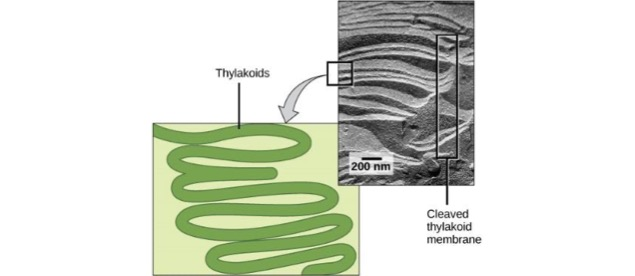 Thylakoids
200 nm
Cleaved
thylakoid
membrane